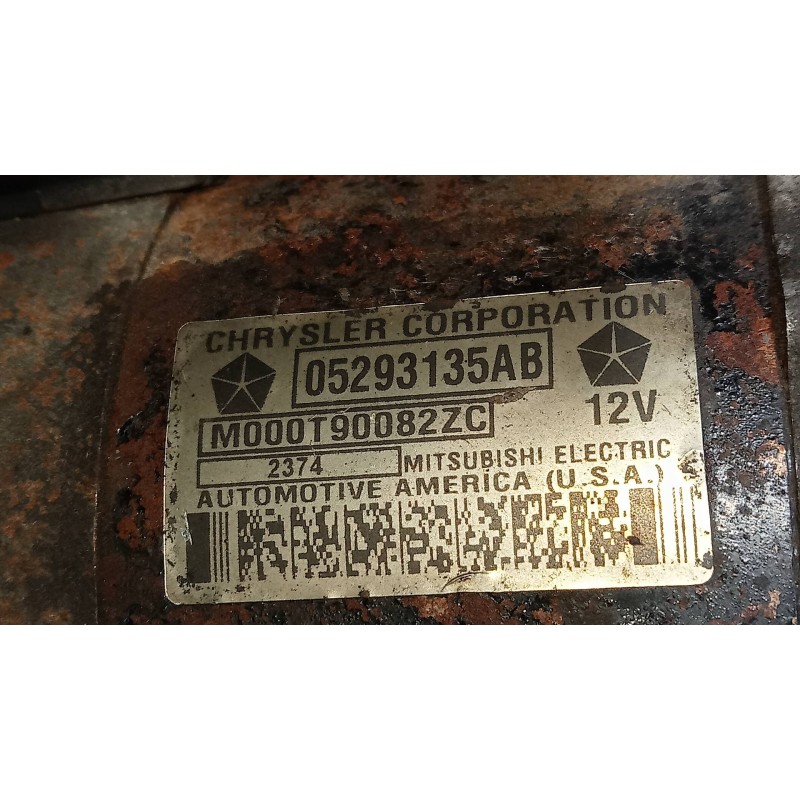 CHRYSLER CORPORATION
05293135AB
M000T90082ZC
12V
2374 MITSUBISHI ELECTRIC
AUTOMOTIVE AMERICA (U.S.A.)